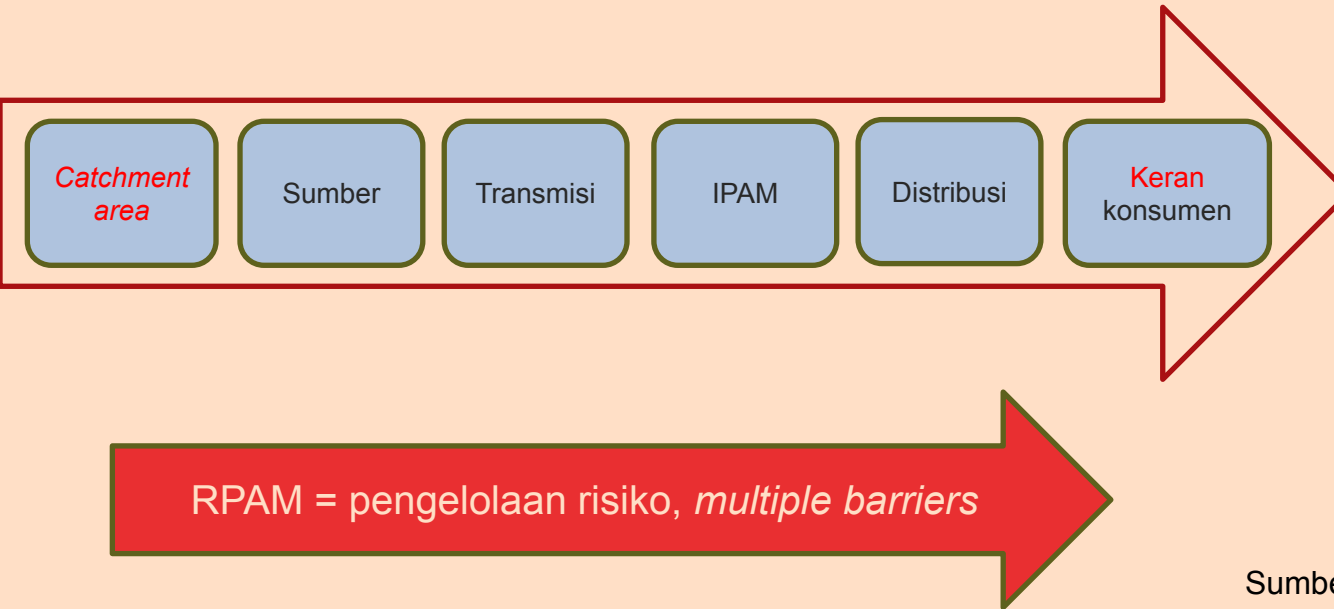 Catchment
area
Sumber
Transmisi
IPAM
Distribusi
Keran
konsumen
RPAM = pengelolaan risiko, multiple barriers